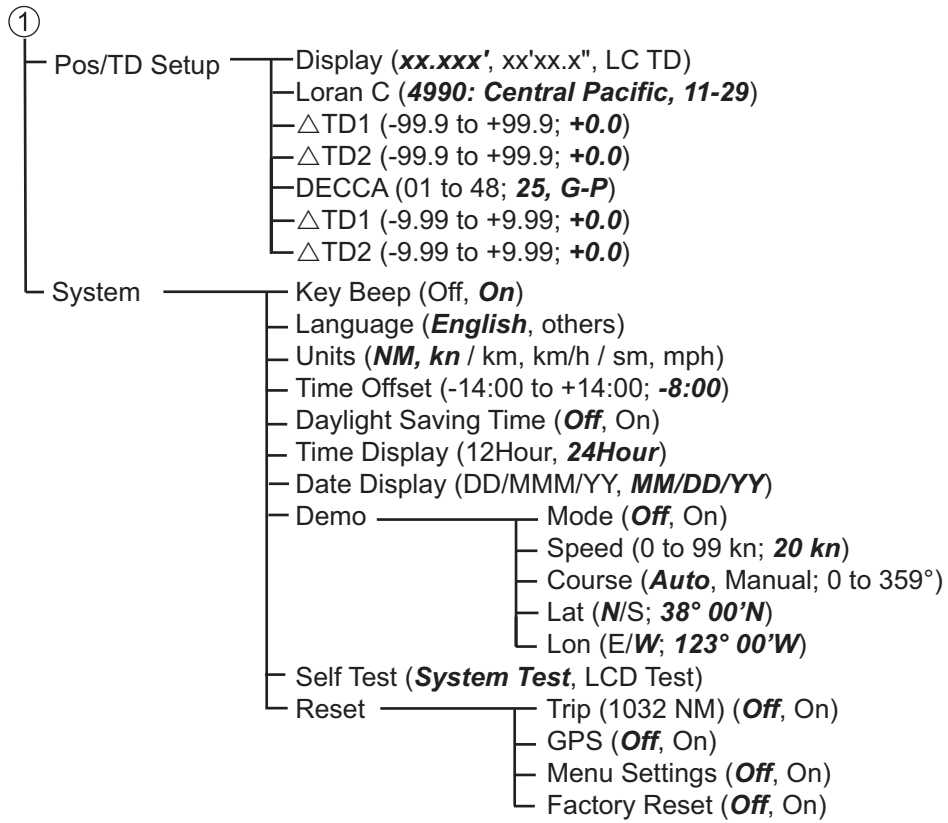 1
Pos/TD Setup
Display (xx.xxx', xx'xx.x", LC TD)
Loran C (4990: Central Pacific, 11-29)
△TD1 (-99.9 to +99.9; +0.0)
△TD2 (-99.9 to +99.9; +0.0)
DECCA (01 to 48; 25, G-P)
△TD1 (-9.99 to +9.99; +0.0)
△TD2 (-9.99 to +9.99; +0.0)
System
Key Beep (Off, On)
Language (English, others)
Units (NM, kn / km, km/h / sm, mph)
Time Offset (-14:00 to +14:00; -8:00)
Daylight Saving Time (Off, On)
Time Display (12Hour, 24Hour)
Date Display (DD/MMM/YY, MM/DD/YY)
Demo
Mode (Off, On)
Speed (0 to 99 kn; 20 kn)
Course (Auto, Manual; 0 to 359°)
Lat (N/S; 38° 00’N)
Lon (E/W; 123° 00’W)
Self Test (System Test, LCD Test)
Reset
Trip (1032 NM) (Off, On)
GPS (Off, On)
Menu Settings (Off, On)
Factory Reset (Off, On)